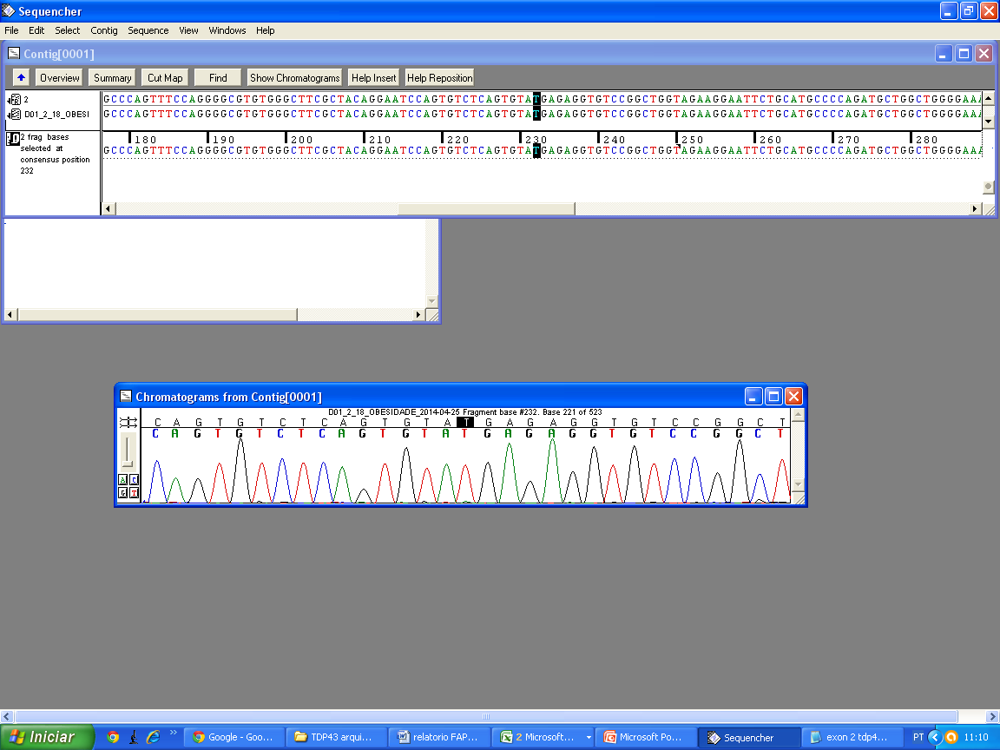 Sequencher
File Edit Select Contig Sequence View Windows Help
Contig[0001]
Overview Summary Cut Map Find Show Chromatograms Help Insert Help Reposition
2 GCCCAGTTTCCAGGGGCGTGTGGGCTTCGCTACAGGAATCCAGTGTCTCAGTGTATGAGAGGTGTCCGGCTGGTAGAAGGAATTCTGCATGCCCCAGATGCTGGCTGGGGAAA
D01_2_18_OBESI GCCCAGTTTCCAGGGGCGTGTGGGCTTCGCTACAGGAATCCAGTGTCTCAGTGTATGAGAGGTGTCCGGCTGGTAGAAGGAATTCTGCATGCCCCAGATGCTGGCTGGGGAAA
2 frag bases
selected at
consensus position
232
180 190 200 210 220 230 240 250 260 270 280
GCCCAGTTTCCAGGGGCGTGTGGGCTTCGCTACAGGAATCCAGTGTCTCAGTGTATGAGAGGTGTCCGGCTGGTAGAAGGAATTCTGCATGCCCCAGATGCTGGCTGGGGAAA
Chromatograms from Contig[0001]
D01_2_18_OBESIDADE_2014-04-25 Fragment base #232. Base 221 of 523
C A G T G T C T C A G T G T A T G A G A G G T G T C C G G C T
C A G T G T C T C A G T G T A T G A G A G G T G T C C G G C T
A C
G T
Iniciar Google - Goo... TDP43 arqui... relatorio FAP... 2 Microsoft... Microsoft Po... Sequencher exon 2 tdp4... PT 11:10